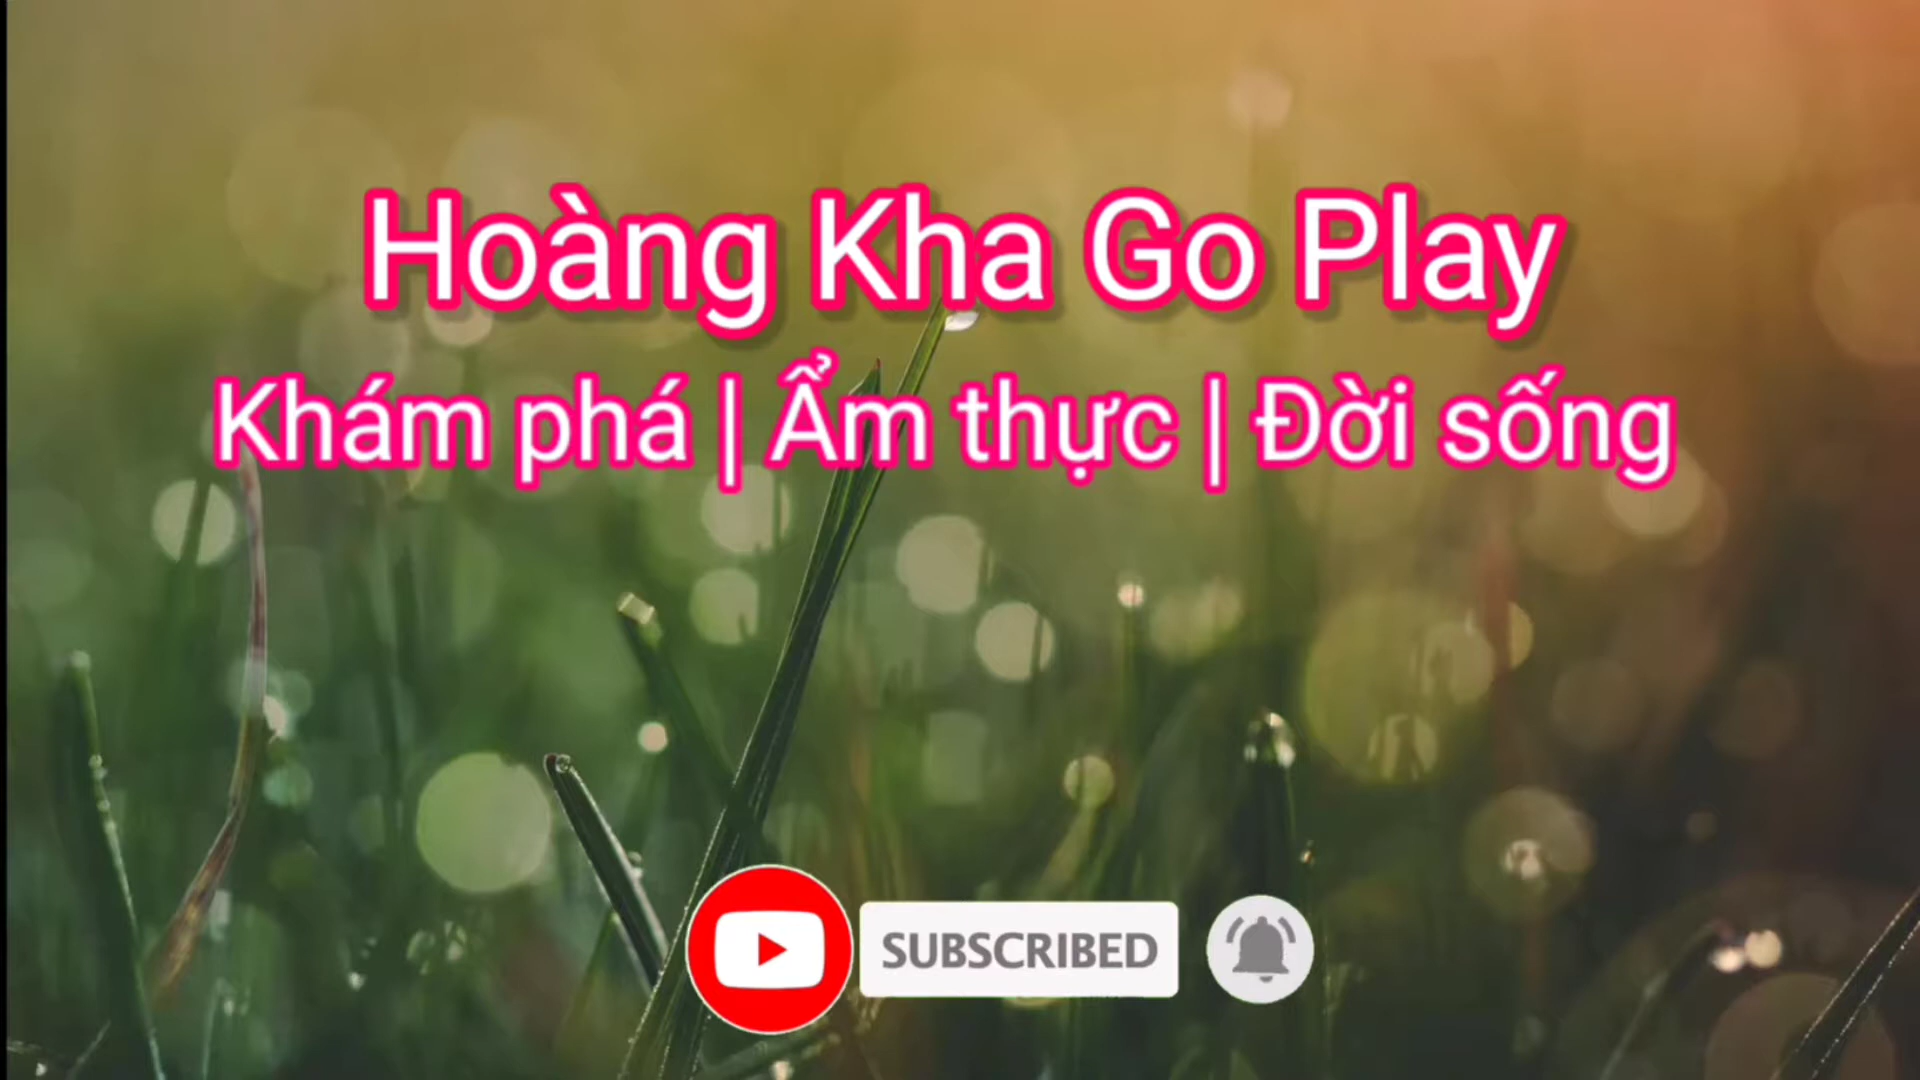 Hoàng Kha Go Play
Khám phá | Ẩm thực | Đời sống
SUBSCRIBED